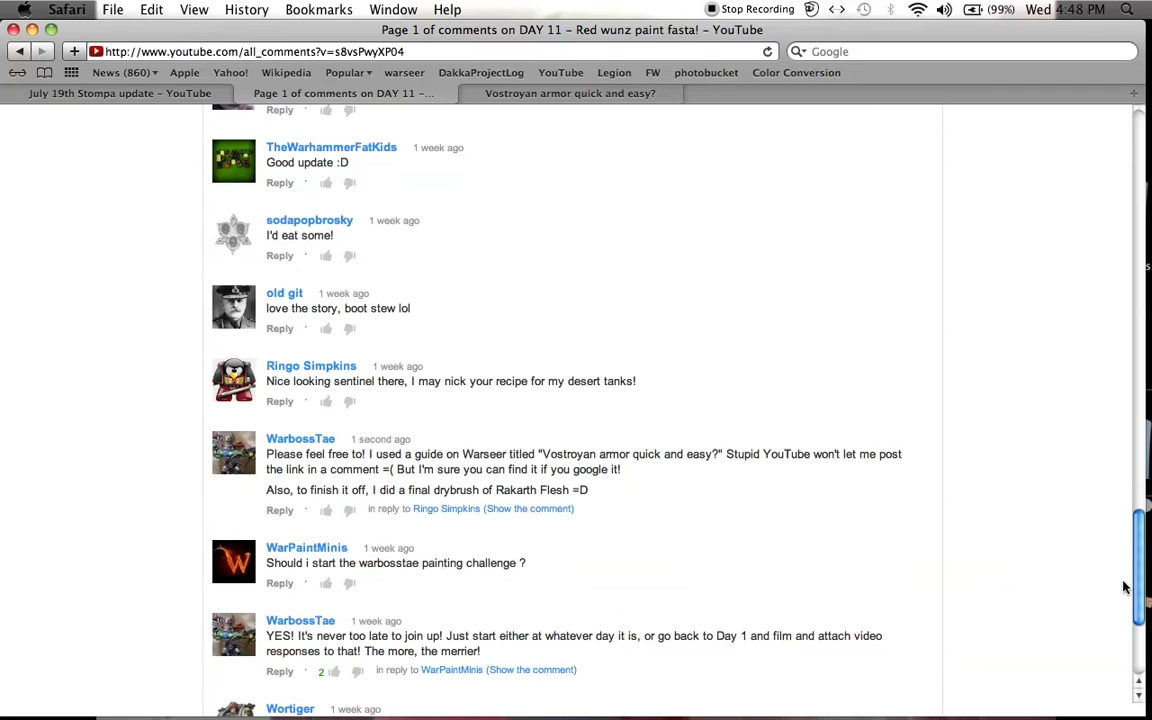 Safari File Edit View History Bookmarks Window Help Stop Recording (99%) Wed 4:48 PM
Page 1 of comments on DAY 11 - Red wunz paint fasta! – YouTube
http://www.youtube.com/all_comments?v=s8vsPwyXP04 Google
News (860) Apple Yahoo! Wikipedia Popular warseer DakkaProjectLog YouTube Legion FW photobucket Color Conversion
July 19th Stompa update – YouTube Page 1 of comments on DAY 11 –... Vostroyan armor quick and easy?
Reply
TheWarhammerFatKids 1 week ago
Good update :D
Reply
sodapopbrosky 1 week ago
I'd eat some!
Reply
old git 1 week ago
love the story, boot stew lol
Reply
Ringo Simpkins 1 week ago
Nice looking sentinel there, I may nick your recipe for my desert tanks!
Reply
WarbossTae 1 second ago
Please feel free to! I used a guide on Warseer titled "Vostroyan armor quick and easy?" Stupid YouTube won't let me post
the link in a comment =( But I'm sure you can find it if you google it!
Also, to finish it off, I did a final drybrush of Rakarth Flesh =D
Reply in reply to Ringo Simpkins (Show the comment)
WarPaintMinis 1 week ago
Should i start the warbosstae painting challenge ?
Reply
WarbossTae 1 week ago
YES! It's never too late to join up! Just start either at whatever day it is, or go back to Day 1 and film and attach video
responses to that! The more, the merrier!
Reply 2 in reply to WarPaintMinis (Show the comment)
Wortiger 1 week ago